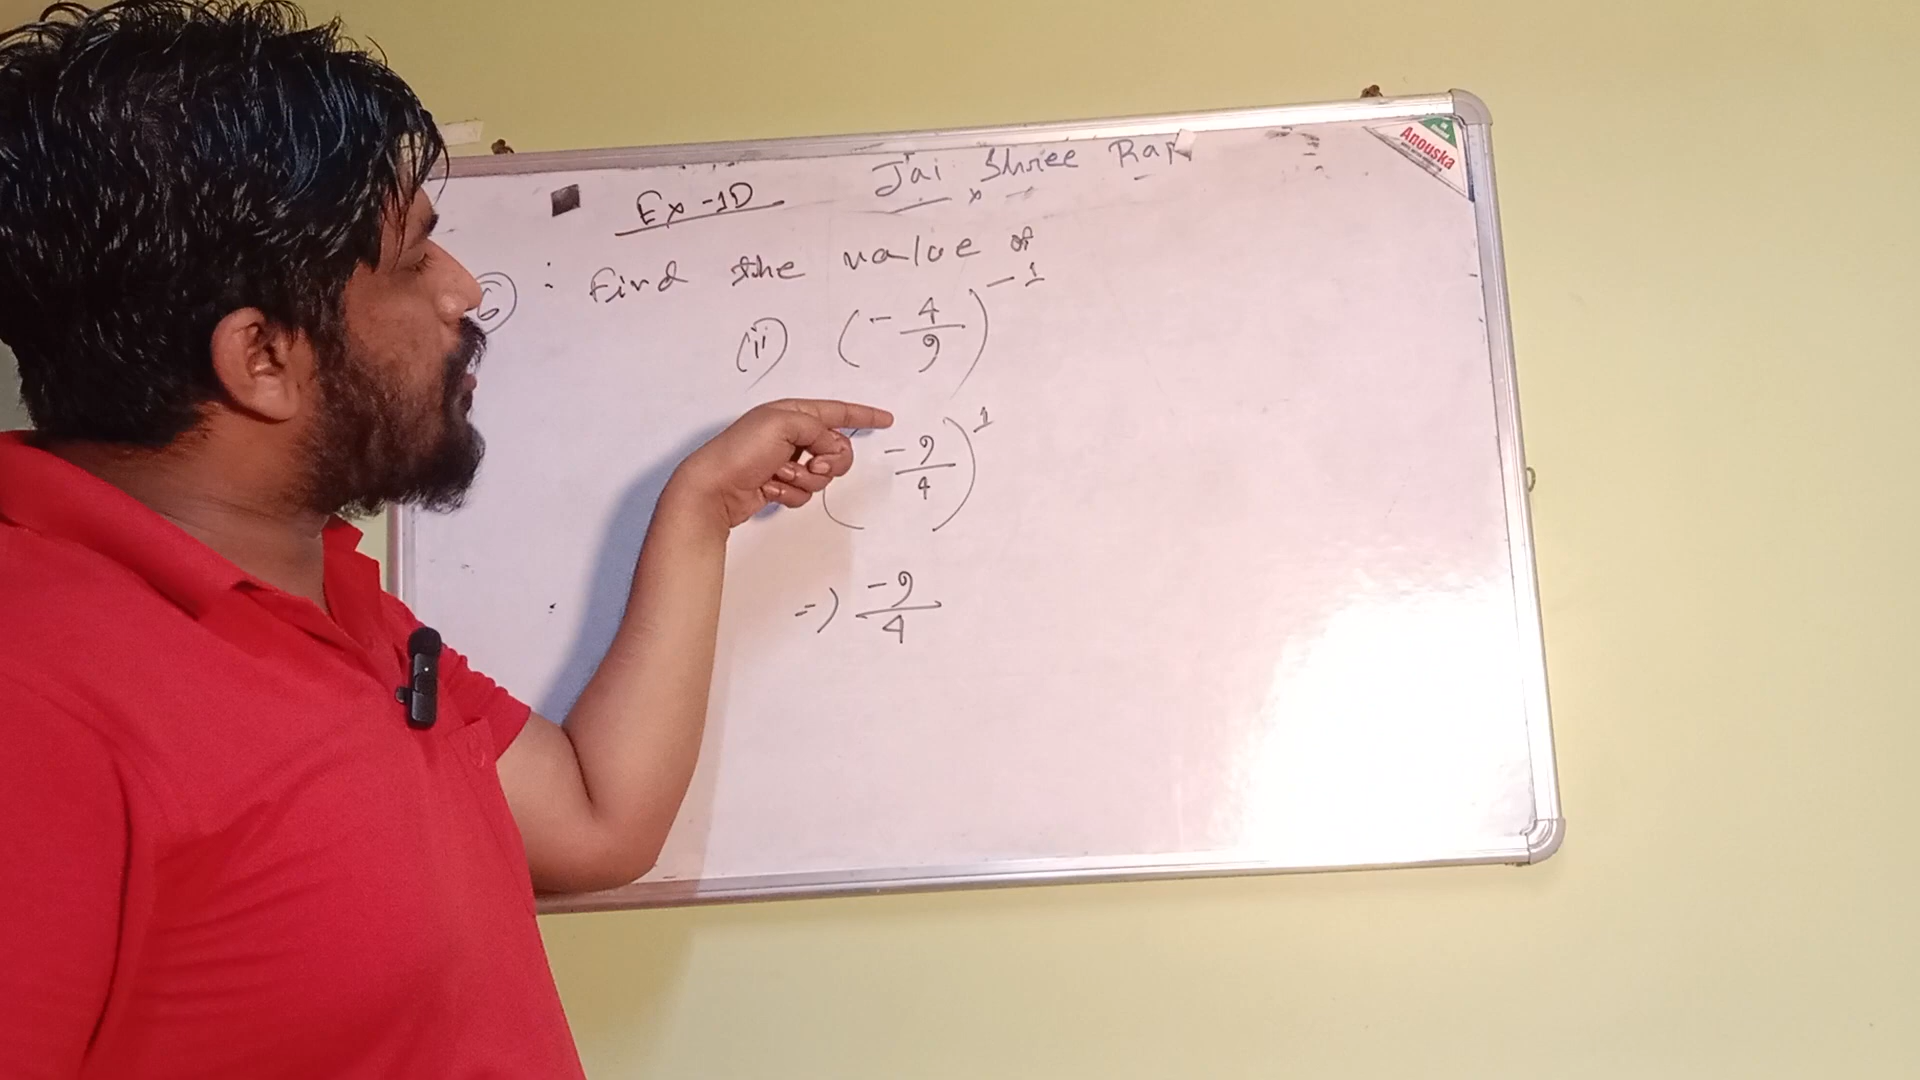 Jai Shree Ram
Anouska
Ex-1D
6 : Find the value of
(ii) (-4/9)^-1
(-9/4)^1
=) -9/4